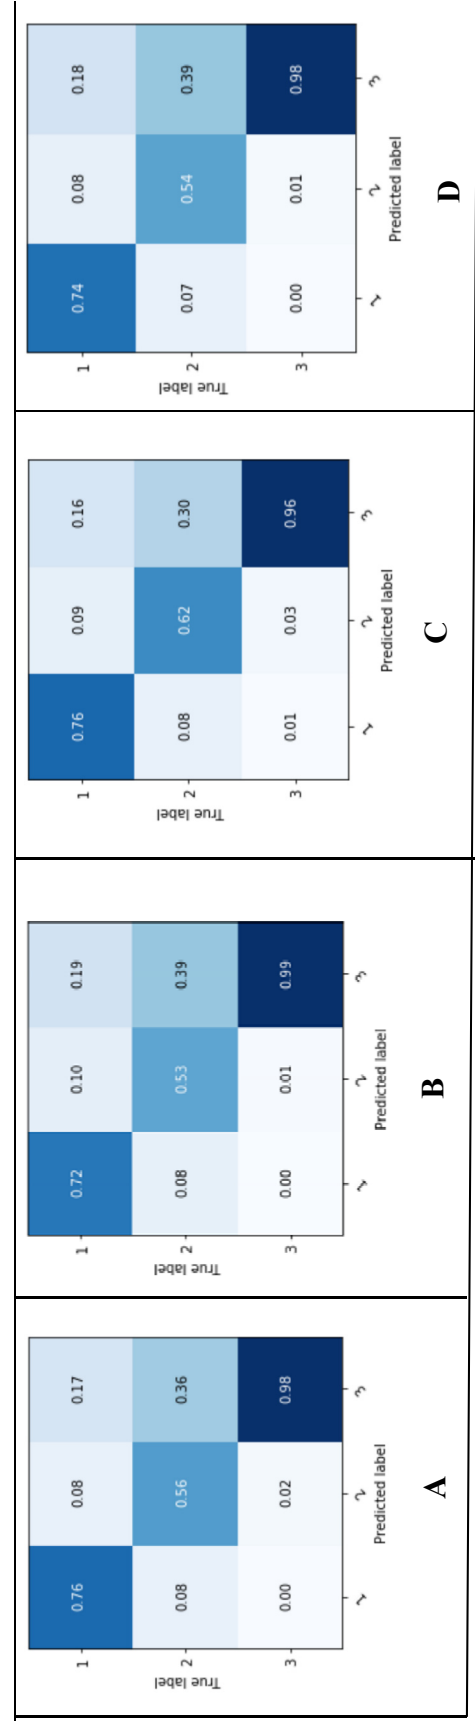 True label
1 0.76 0.08 0.17
2 0.08 0.56 0.36
3 0.00 0.02 0.98
1 2 3
Predicted label
A
True label
1 0.72 0.10 0.19
2 0.08 0.53 0.39
3 0.00 0.01 0.99
1 2 3
Predicted label
B
True label
1 0.76 0.09 0.16
2 0.08 0.62 0.30
3 0.01 0.03 0.96
1 2 3
Predicted label
C
True label
1 0.74 0.08 0.18
2 0.07 0.54 0.39
3 0.00 0.01 0.98
1 2 3
Predicted label
D